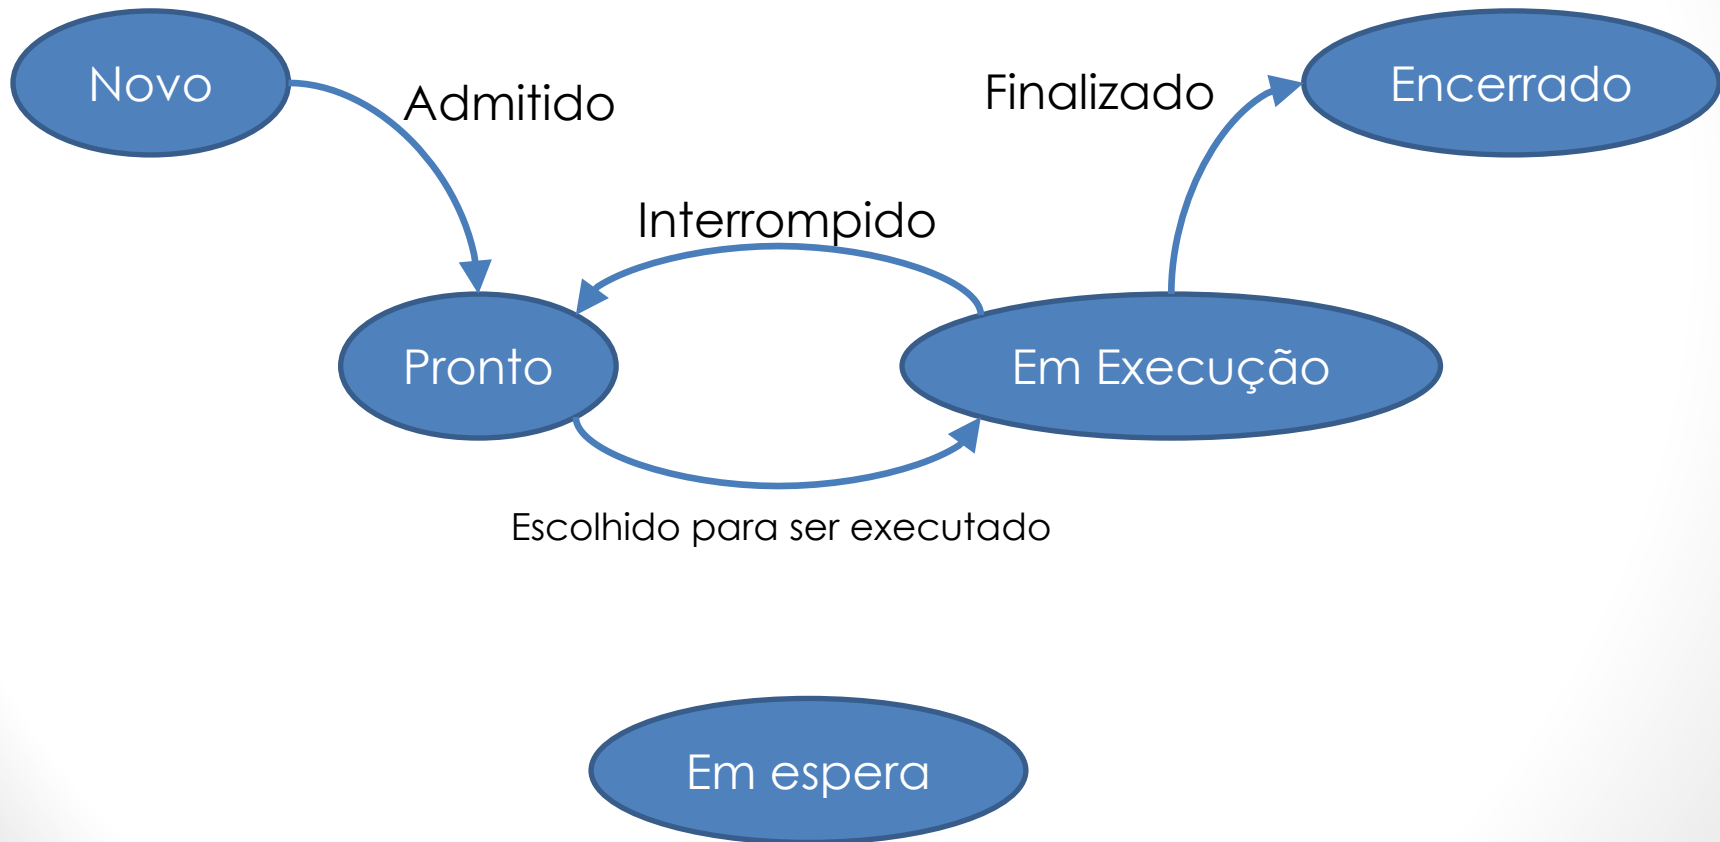 Novo
Admitido
Finalizado
Encerrado
Interrompido
Pronto
Em Execução
Escolhido para ser executado
Em espera